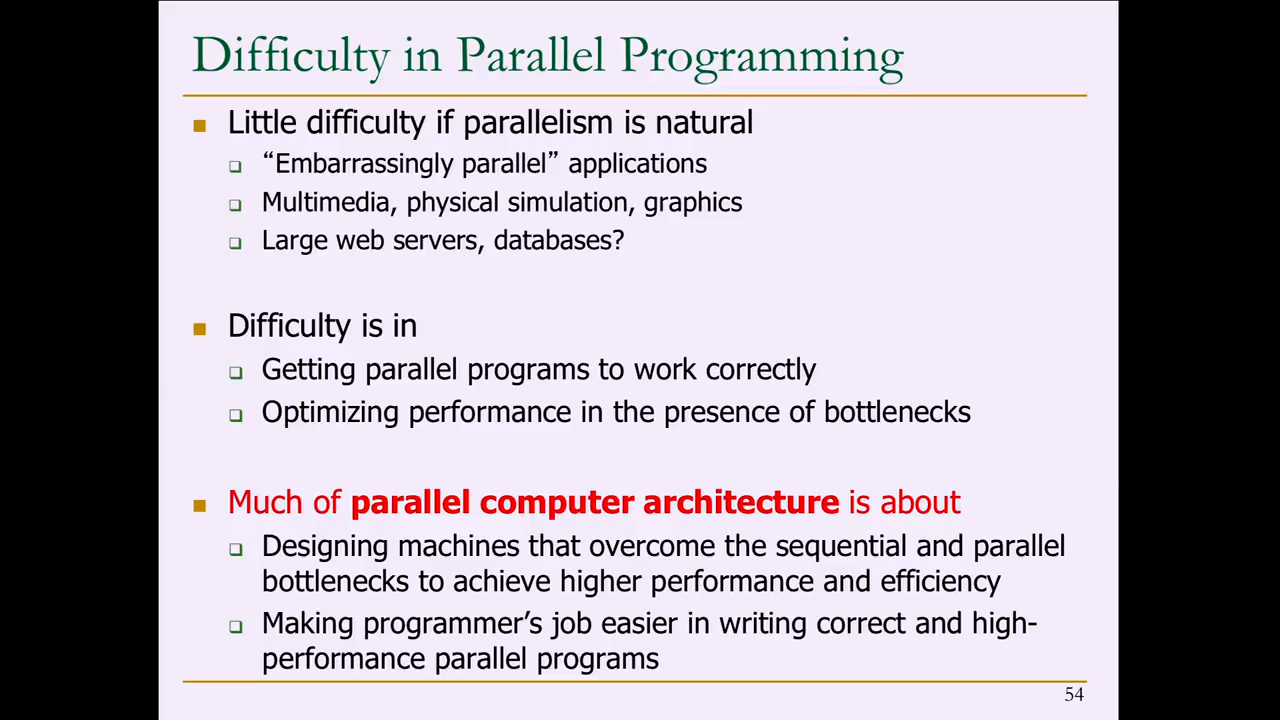 Difficulty in Parallel Programming
Little difficulty if parallelism is natural
“Embarrassingly parallel” applications
Multimedia, physical simulation, graphics
Large web servers, databases?
Difficulty is in
Getting parallel programs to work correctly
Optimizing performance in the presence of bottlenecks
Much of parallel computer architecture is about
Designing machines that overcome the sequential and parallel
bottlenecks to achieve higher performance and efficiency
Making programmer’s job easier in writing correct and high-
performance parallel programs
54